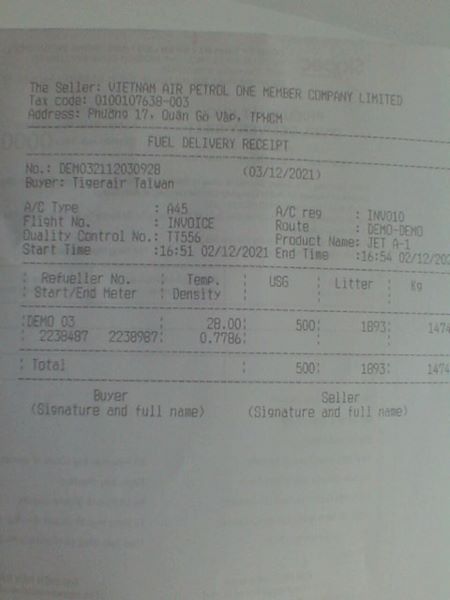 The Seller: VIETNAM AIR PETROL ONE MEMBER COMPANY LIMITED
Tax code: 0100107638-003
Address: Phường 17, Quận Gò Vấp, TPHCM
FUEL DELIVERY RECEIPT
No.: DEMO32112030928 (03/12/2021)
Buyer: Tigerair Taiwan
A/C Type : A45 A/C reg : INVO10
Flight No. : INVOICE Route : DEMO-DEMO
Quality Control No.: TT556 Product Name: JET A-1
Start Time :16:51 02/12/2021 End Time :16:54 02/12/202
Refueller No. Temp. USG Litter Kg
Start/End Meter Density
DEMO 03 28.00 500 1893 1474
2238487 2238987 0.7786
Total 500 1893 1474
Buyer Seller
(Signature and full name) (Signature and full name)